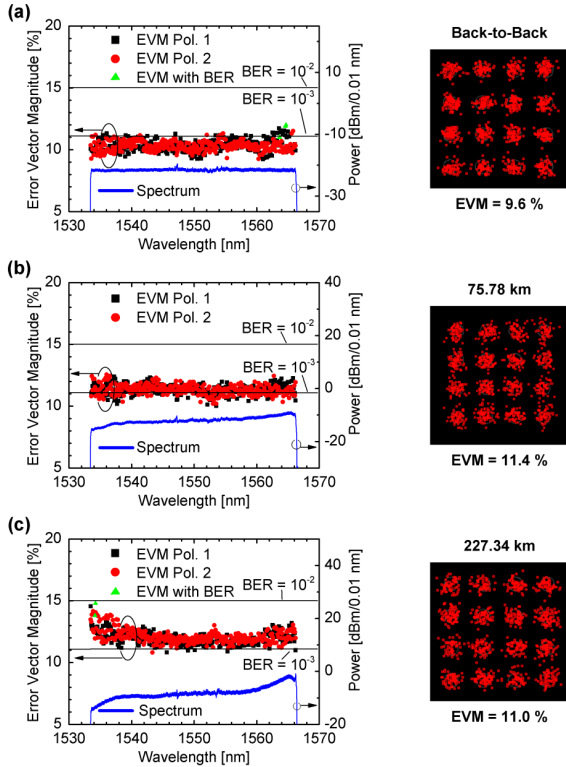 (a)
Back-to-Back
20
15
10
5
Error Vector Magnitude [%]
EVM Pol. 1
EVM Pol. 2
EVM with BER
BER = 10⁻²
BER = 10⁻³
Spectrum
10
0
-10
-20
-30
Power [dBm/0.01 nm]
1530 1540 1550 1560 1570
Wavelength [nm]
EVM = 9.6 %
(b)
75.78 km
20
15
10
5
Error Vector Magnitude [%]
EVM Pol. 1
EVM Pol. 2
BER = 10⁻²
BER = 10⁻³
Spectrum
40
20
0
-20
Power [dBm/0.01 nm]
1530 1540 1550 1560 1570
Wavelength [nm]
EVM = 11.4 %
(c)
227.34 km
20
15
10
5
Error Vector Magnitude [%]
EVM Pol. 1
EVM Pol. 2
EVM with BER
BER = 10⁻²
BER = 10⁻³
Spectrum
40
20
0
-20
Power [dBm/0.01 nm]
1530 1540 1550 1560 1570
Wavelength [nm]
EVM = 11.0 %